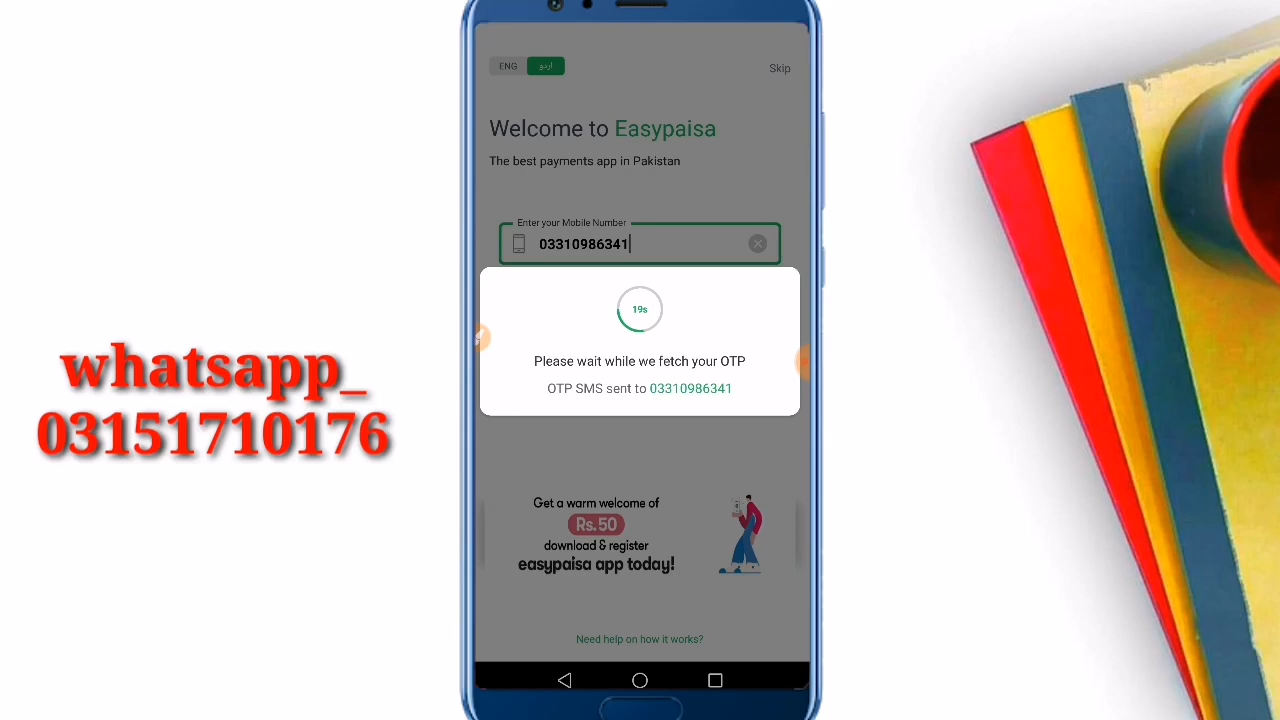 ENG اردو
Skip
Welcome to Easypaisa
The best payments app in Pakistan
Enter your Mobile Number
03310986341
19s
Please wait while we fetch your OTP
OTP SMS sent to 03310986341
whatsapp_
03151710176
Get a warm welcome of
Rs.50
download & register
easypaisa app today!
Need help on how it works?